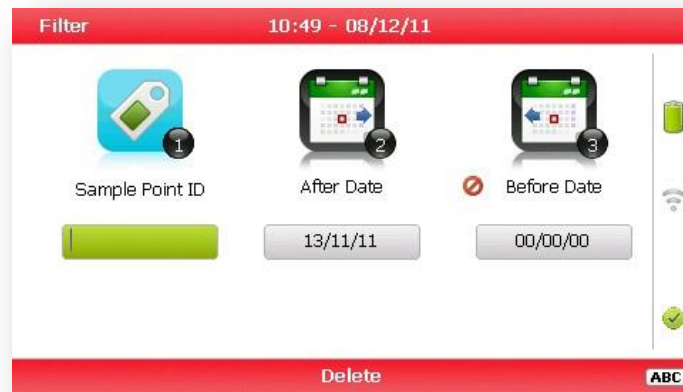 Filter 10:49 - 08/12/11
1 2 3
Sample Point ID After Date Before Date
13/11/11 00/00/00
Delete ABC